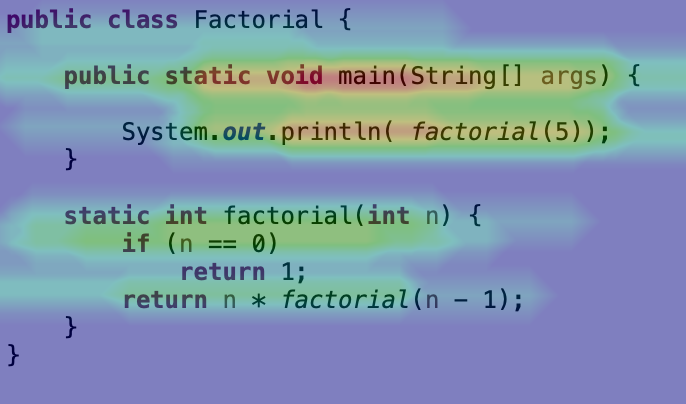 public class Factorial {
public static void main(String[] args) {
System.out.println( factorial(5));
}
static int factorial(int n) {
if (n == 0)
return 1;
return n * factorial(n - 1);
}
}